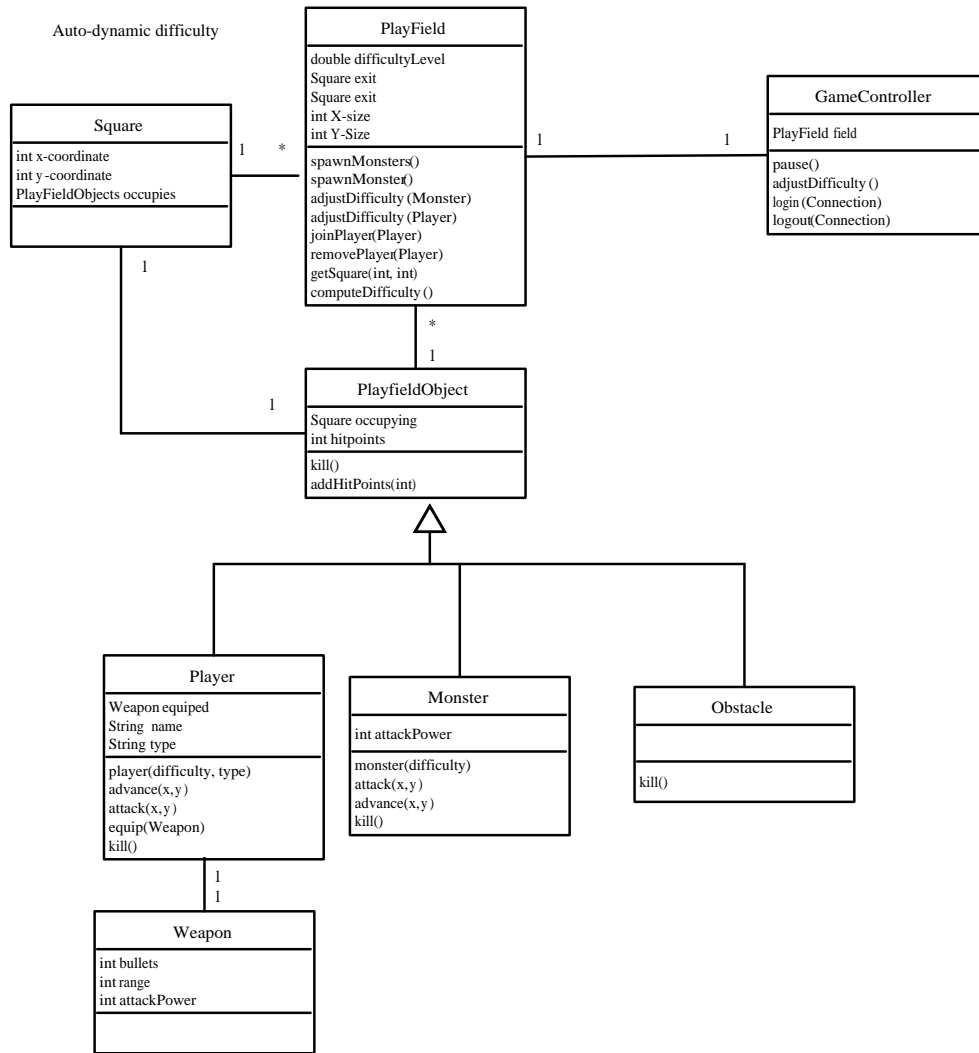 Auto-dynamic difficulty
PlayField
double difficultyLevel
Square exit
Square exit
int X-size
int Y-Size
spawnMonsters()
spawnMonster()
adjustDifficulty (Monster)
adjustDifficulty (Player)
joinPlayer(Player)
removePlayer(Player)
getSquare(int, int)
computeDifficulty ()
GameController
PlayField field
pause()
adjustDifficulty ()
login (Connection)
logout(Connection)
Square
int x-coordinate
int y-coordinate
PlayFieldObjects occupies
1 *
1 1
1
*
1
1
PlayfieldObject
Square occupying
int hitpoints
kill()
addHitPoints(int)
Player
Weapon equiped
String name
String type
player(difficulty, type)
advance(x,y)
attack(x,y)
equip(Weapon)
kill()
Monster
int attackPower
monster(difficulty)
attack(x,y)
advance(x,y)
kill()
Obstacle
kill()
1
1
Weapon
int bullets
int range
int attackPower